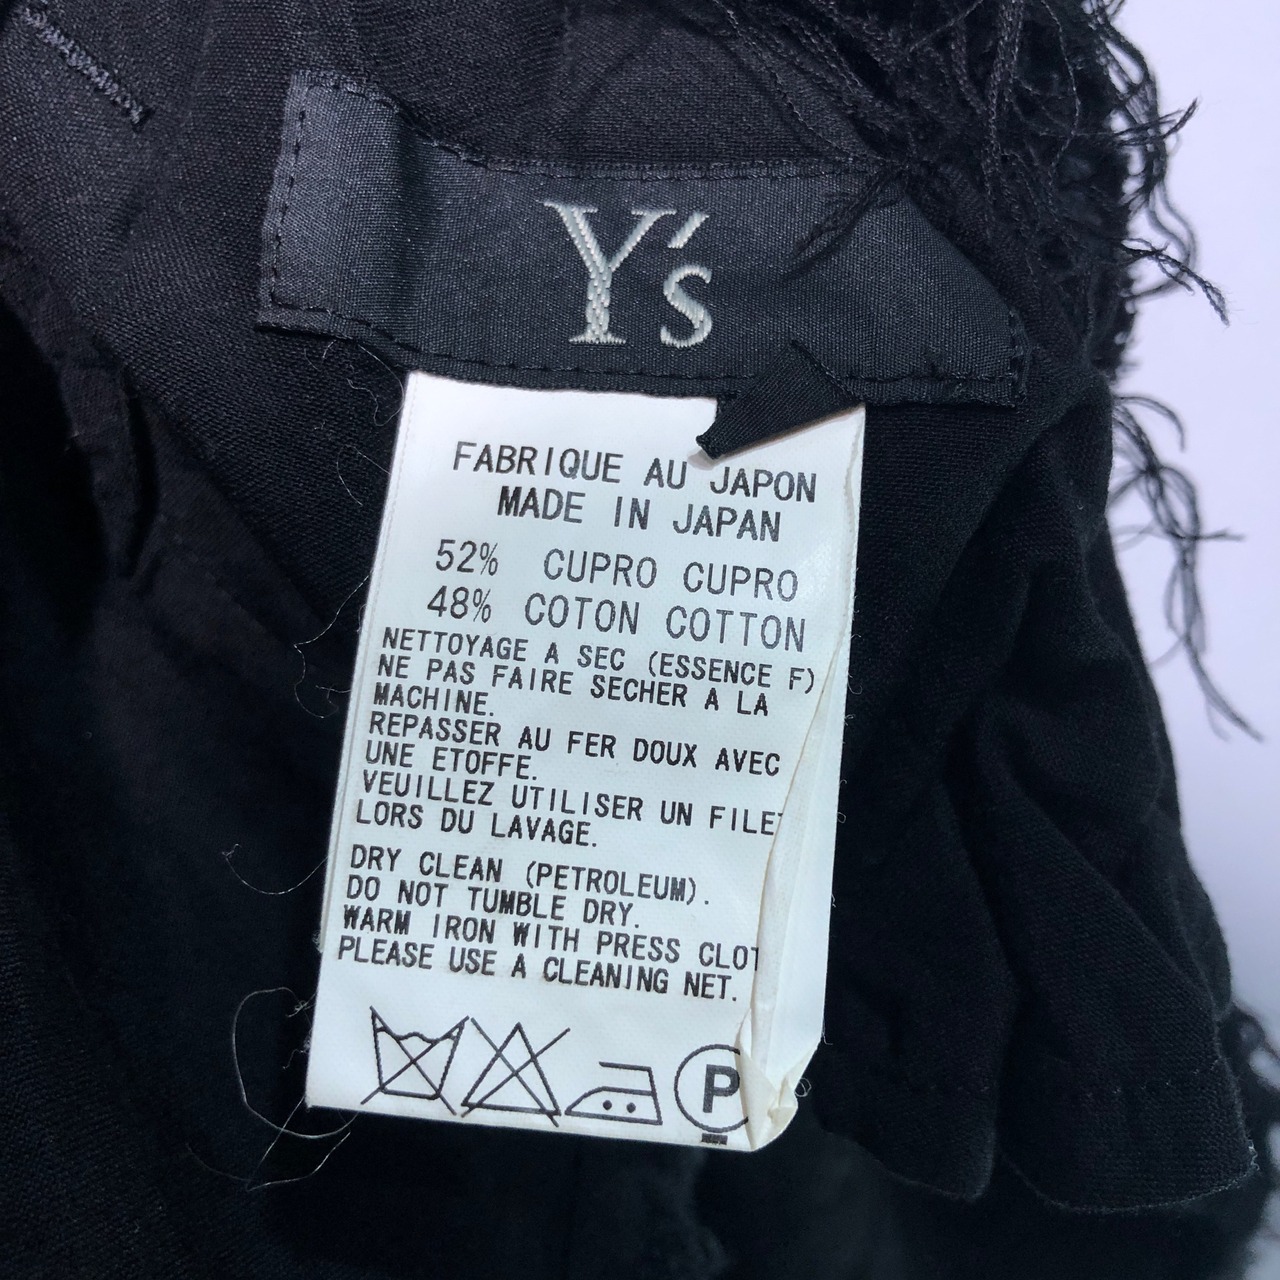 Y's
FABRIQUE AU JAPON
MADE IN JAPAN
52% CUPRO CUPRO
48% COTON COTTON
NETTOYAGE A SEC (ESSENCE F)
NE PAS FAIRE SECHER A LA
MACHINE.
REPASSER AU FER DOUX AVEC
UNE ETOFFE.
VEUILLEZ UTILISER UN FILET
LORS DU LAVAGE.
DRY CLEAN (PETROLEUM).
DO NOT TUMBLE DRY.
WARM IRON WITH PRESS CLOT
PLEASE USE A CLEANING NET.
P